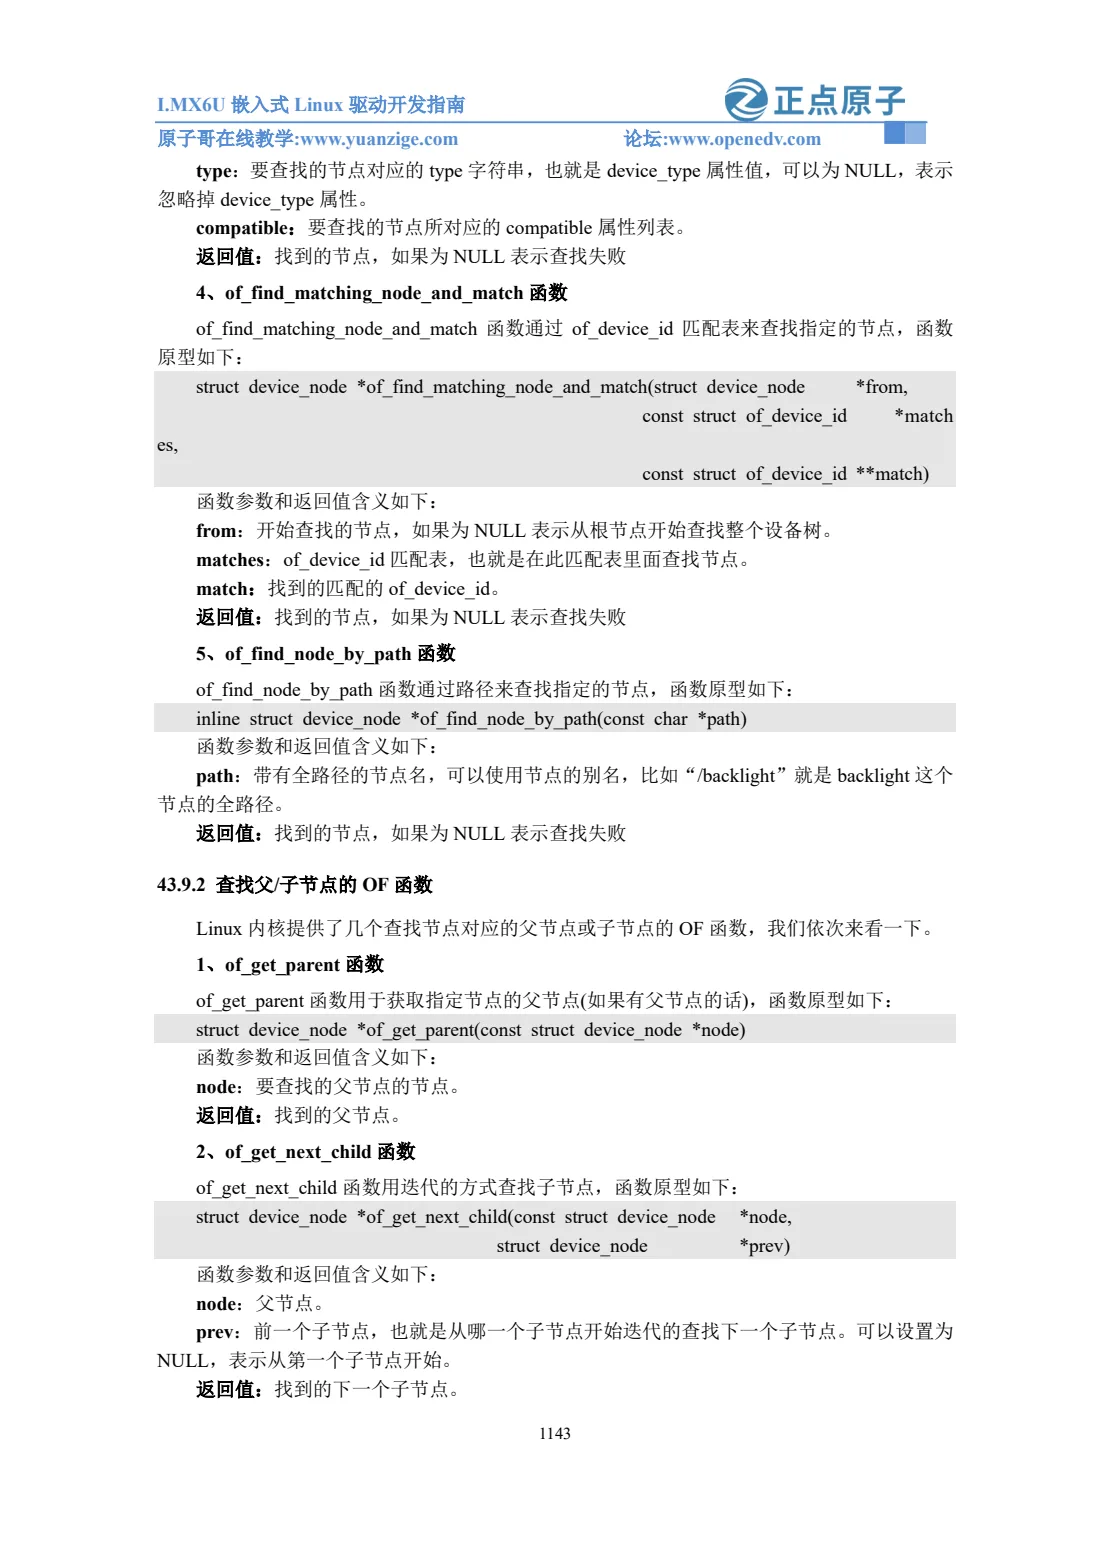 I.MX6U 嵌入式 Linux 驱动开发指南
正点原子
原子哥在线教学:www.yuanzige.com 论坛:www.openedv.com
type：要查找的节点对应的 type 字符串，也就是 device_type 属性值，可以为 NULL，表示
忽略掉 device_type 属性。
compatible：要查找的节点所对应的 compatible 属性列表。
返回值：找到的节点，如果为 NULL 表示查找失败
4、of_find_matching_node_and_match 函数
of_find_matching_node_and_match 函数通过 of_device_id 匹配表来查找指定的节点，函数
原型如下：
struct device_node *of_find_matching_node_and_match(struct device_node *from,
const struct of_device_id *match
es,
const struct of_device_id **match)
函数参数和返回值含义如下：
from：开始查找的节点，如果为 NULL 表示从根节点开始查找整个设备树。
matches：of_device_id 匹配表，也就是在此匹配表里面查找节点。
match：找到的匹配的 of_device_id。
返回值：找到的节点，如果为 NULL 表示查找失败
5、of_find_node_by_path 函数
of_find_node_by_path 函数通过路径来查找指定的节点，函数原型如下：
inline struct device_node *of_find_node_by_path(const char *path)
函数参数和返回值含义如下：
path：带有全路径的节点名，可以使用节点的别名，比如“/backlight”就是 backlight 这个
节点的全路径。
返回值：找到的节点，如果为 NULL 表示查找失败
43.9.2 查找父/子节点的 OF 函数
Linux 内核提供了几个查找节点对应的父节点或子节点的 OF 函数，我们依次来看一下。
1、of_get_parent 函数
of_get_parent 函数用于获取指定节点的父节点(如果有父节点的话)，函数原型如下：
struct device_node *of_get_parent(const struct device_node *node)
函数参数和返回值含义如下：
node：要查找的父节点的节点。
返回值：找到的父节点。
2、of_get_next_child 函数
of_get_next_child 函数用迭代的方式查找子节点，函数原型如下：
struct device_node *of_get_next_child(const struct device_node *node,
struct device_node *prev)
函数参数和返回值含义如下：
node：父节点。
prev：前一个子节点，也就是从哪一个子节点开始迭代的查找下一个子节点。可以设置为
NULL，表示从第一个子节点开始。
返回值：找到的下一个子节点。
1143